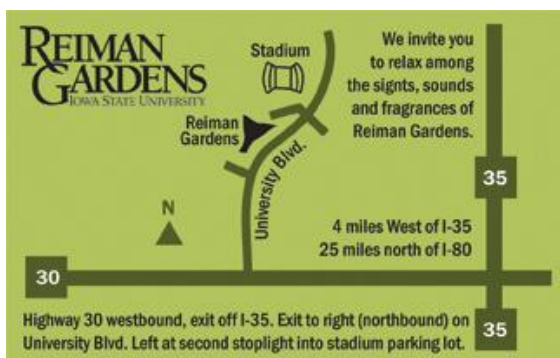 REIMAN
GARDENS
IOWA STATE UNIVERSITY
Stadium
We invite you
to relax among
the signts, sounds
and fragrances of
Reiman Gardens.
Reiman
Gardens
University Blvd.
35
N
4 miles West of I-35
25 miles north of I-80
30
Highway 30 westbound, exit off I-35. Exit to right (northbound) on
University Blvd. Left at second stoplight into stadium parking lot.
35